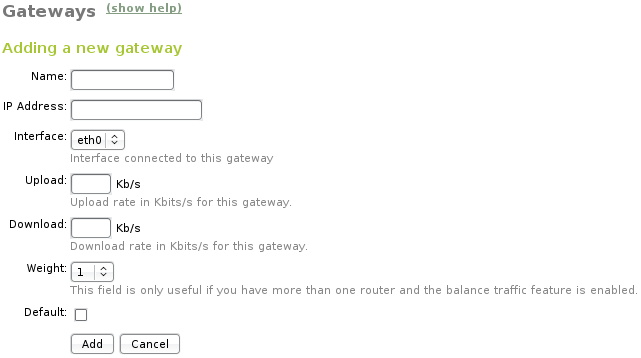 Gateways (show help)
Adding a new gateway
Name:
IP Address:
Interface: eth0
Interface connected to this gateway
Upload: Kb/s
Upload rate in Kbits/s for this gateway.
Download: Kb/s
Download rate in Kbits/s for this gateway.
Weight: 1
This field is only useful if you have more than one router and the balance traffic feature is enabled.
Default:
Add Cancel